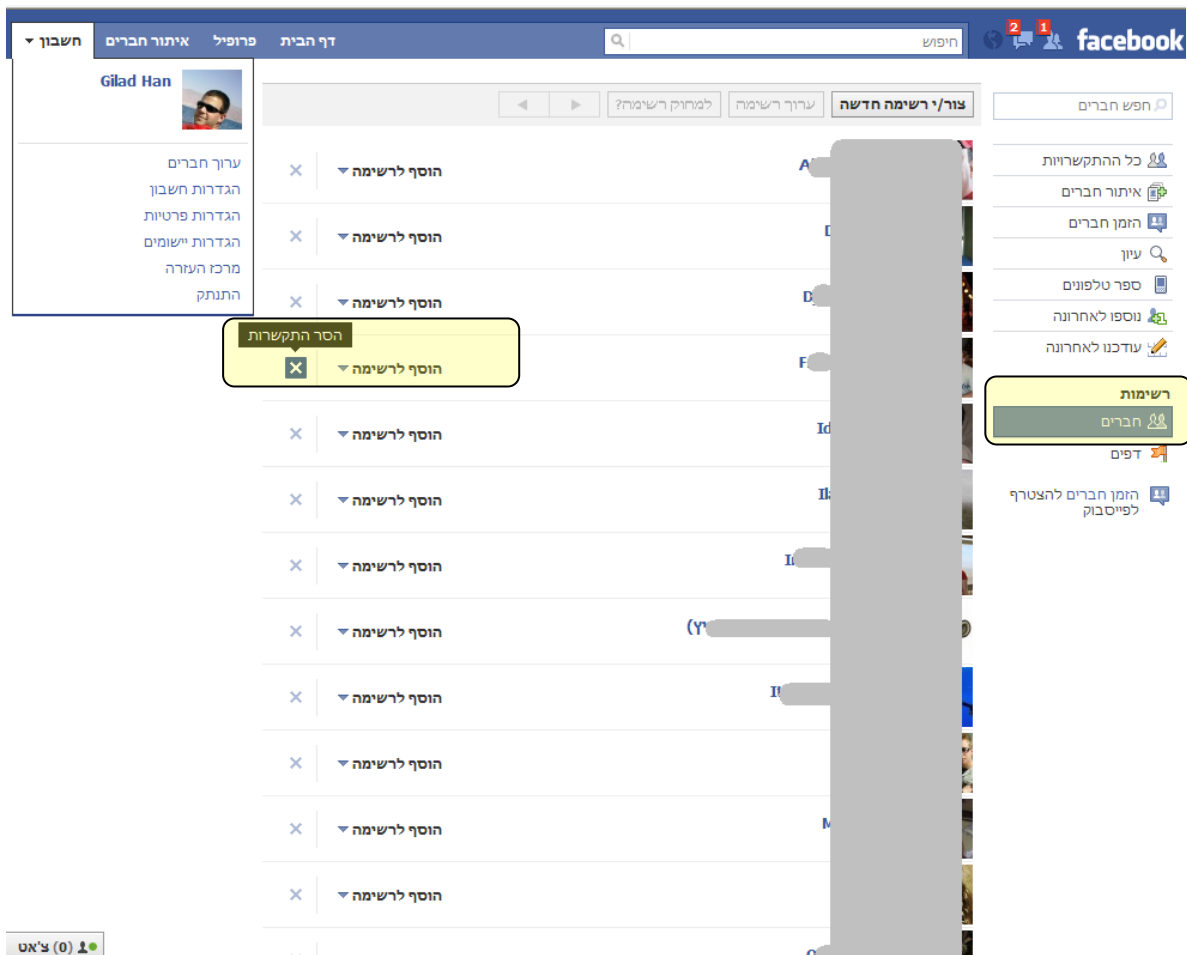 facebook
1
2
חיפוש
דף הבית
פרופיל
איתור חברים
חשבון
Gilad Han
ערוך חברים
הגדרות חשבון
הגדרות פרטיות
הגדרות יישומים
מרכז העזרה
התנתק
חפש חברים
כל ההתקשרויות
איתור חברים
הזמן חברים
עיון
ספר טלפונים
נוספו לאחרונה
עודכנו לאחרונה
רשימות
חברים
דפים
הזמן חברים להצטרף
לפייסבוק
צור/י רשימה חדשה
ערוך רשימה
למחוק רשימה?
הוסף לרשימה
הוסף לרשימה
הוסף לרשימה
הסר התקשרות
הוסף לרשימה
הוסף לרשימה
הוסף לרשימה
הוסף לרשימה
הוסף לרשימה
הוסף לרשימה
הוסף לרשימה
הוסף לרשימה
הוסף לרשימה
צ'אט (0)